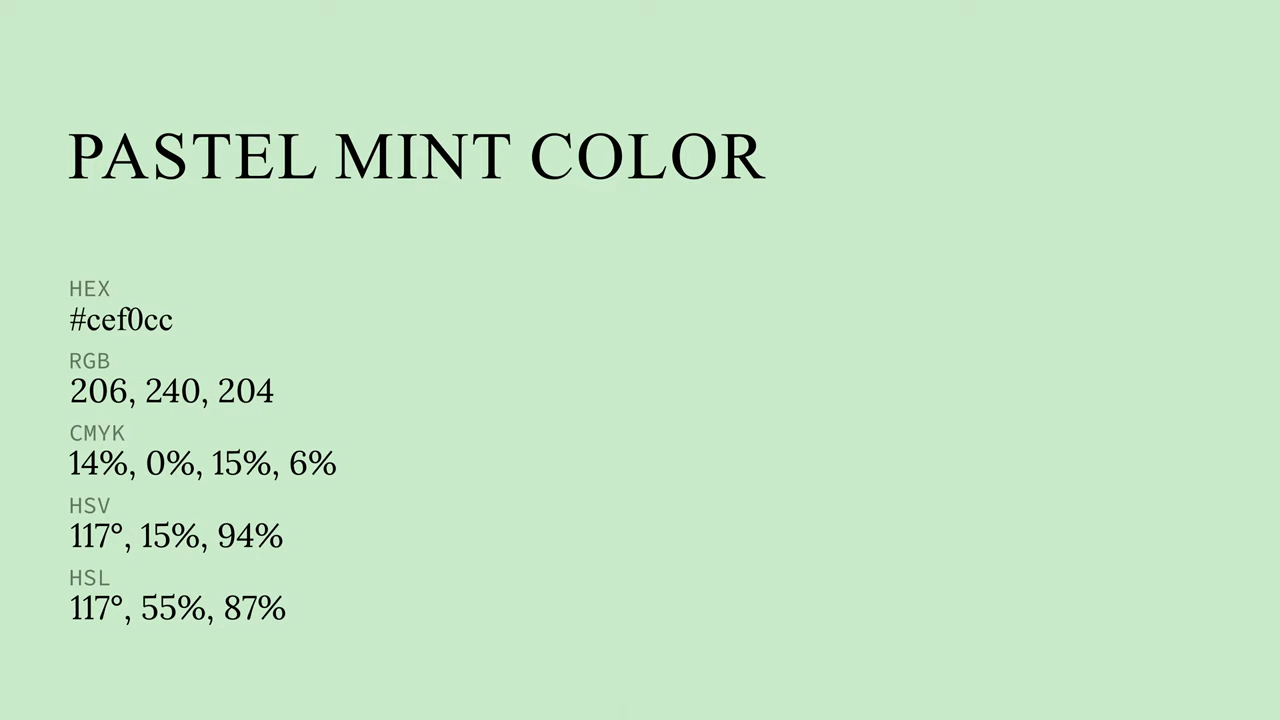 PASTEL MINT COLOR
HEX
#cef0cc
RGB
206, 240, 204
CMYK
14%, 0%, 15%, 6%
HSV
117°, 15%, 94%
HSL
117°, 55%, 87%